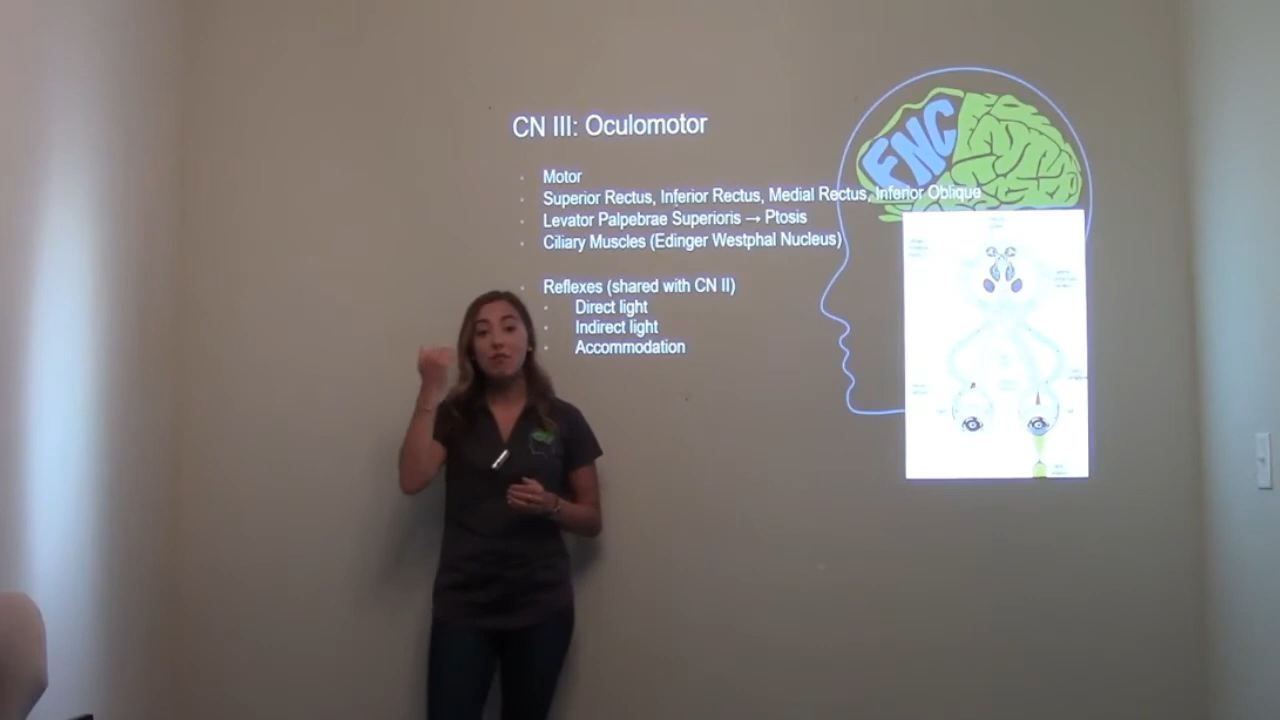 CN III: Oculomotor
FNC
Motor
Superior Rectus, Inferior Rectus, Medial Rectus, Inferior Oblique
Levator Palpebrae Superioris → Ptosis
Ciliary Muscles (Edinger Westphal Nucleus)
Reflexes (shared with CN II)
Direct light
Indirect light
Accommodation